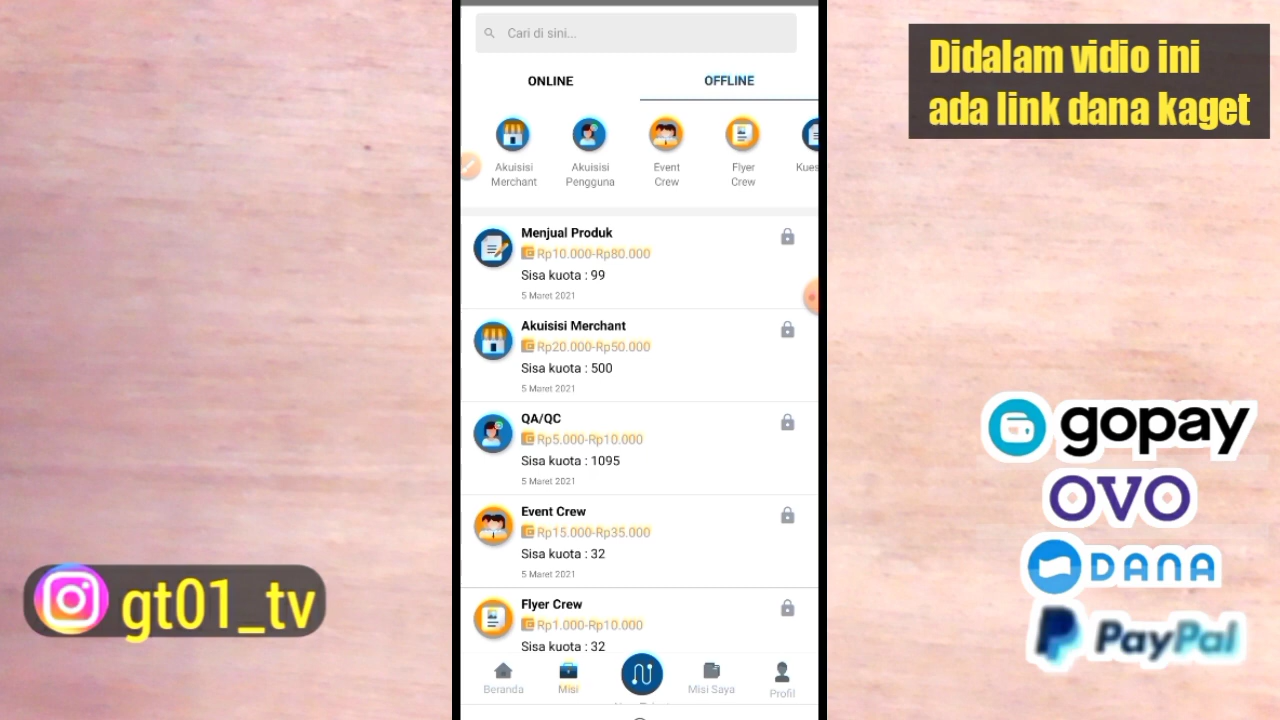 Cari di sini...
ONLINE
OFFLINE
Akuisisi
Merchant
Akuisisi
Pengguna
Event
Crew
Flyer
Crew
Kues
Menjual Produk
Rp10.000-Rp80.000
Sisa kuota : 99
5 Maret 2021
Akuisisi Merchant
Rp20.000-Rp50.000
Sisa kuota : 500
5 Maret 2021
QA/QC
Rp5.000-Rp10.000
Sisa kuota : 1095
5 Maret 2021
Event Crew
Rp15.000-Rp35.000
Sisa kuota : 32
5 Maret 2021
Flyer Crew
Rp1.000-Rp10.000
Sisa kuota : 32
Beranda
Misi
Misi Saya
Profil
Didalam vidio ini
ada link dana kaget
gopay
OVO
DANA
PayPal
gt01_tv